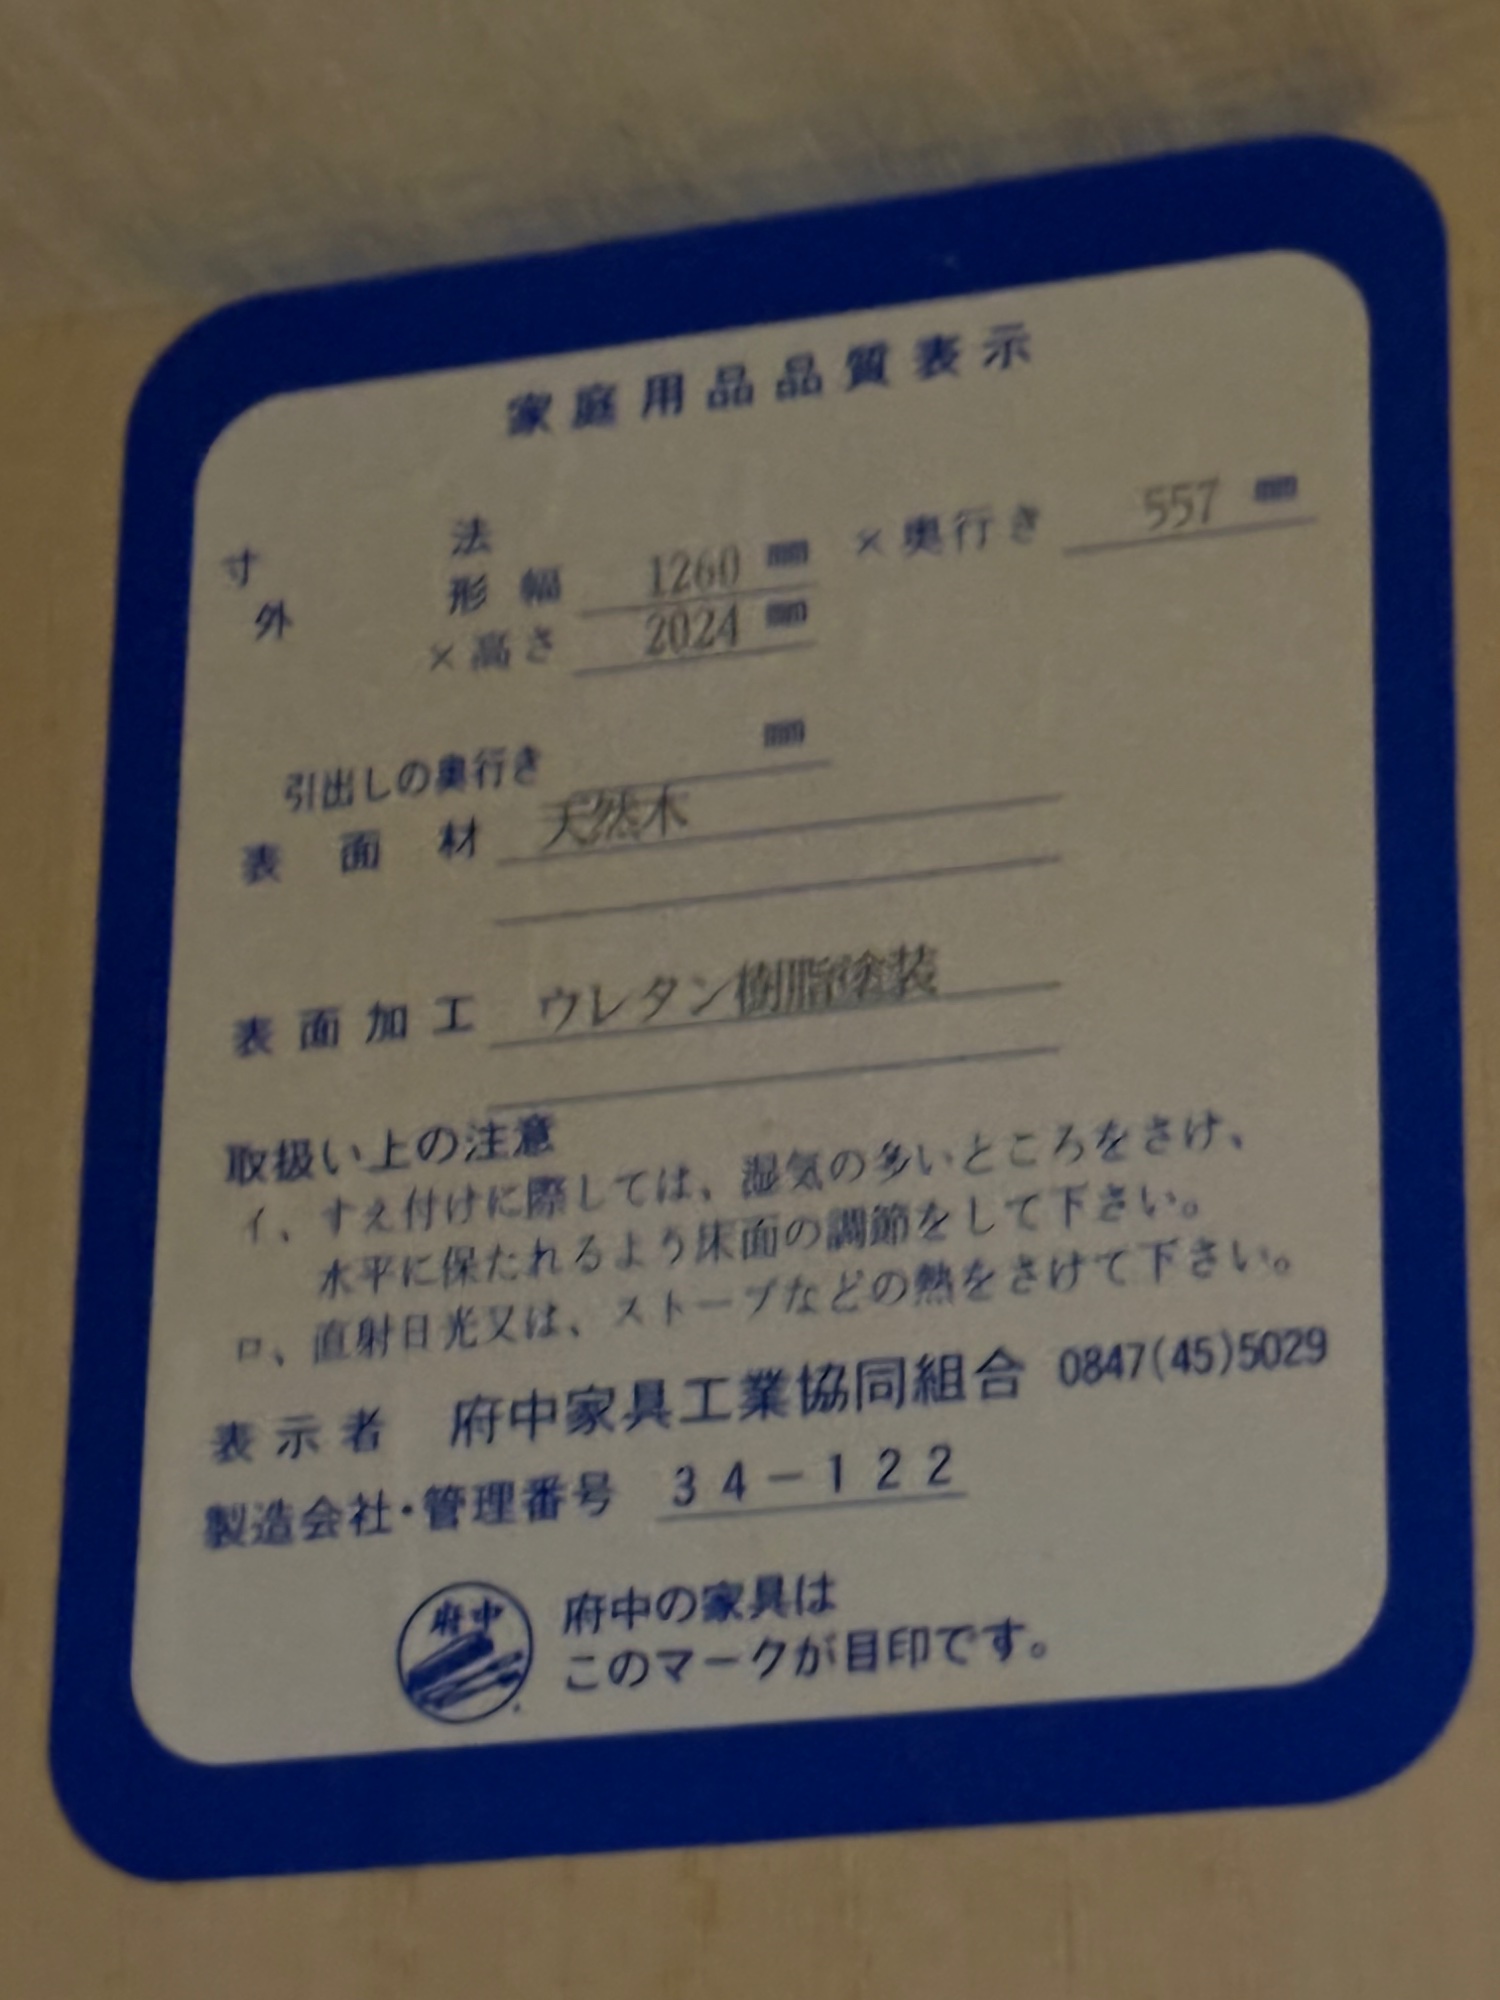 家庭用品品質表示
寸法
外形幅 1260 mm ×奥行き 557 mm
×高さ 2024 mm
引出しの奥行き mm
表面材 天然木
表面加工 ウレタン樹脂塗装
取扱い上の注意
イ、すえ付けに際しては、湿気の多いところをさけ、
水平に保たれるよう床面の調節をして下さい。
ロ、直射日光又は、ストーブなどの熱をさけて下さい。
表示者 府中家具工業協同組合 0847(45)5029
製造会社・管理番号 34-122
府中
府中の家具は
このマークが目印です。